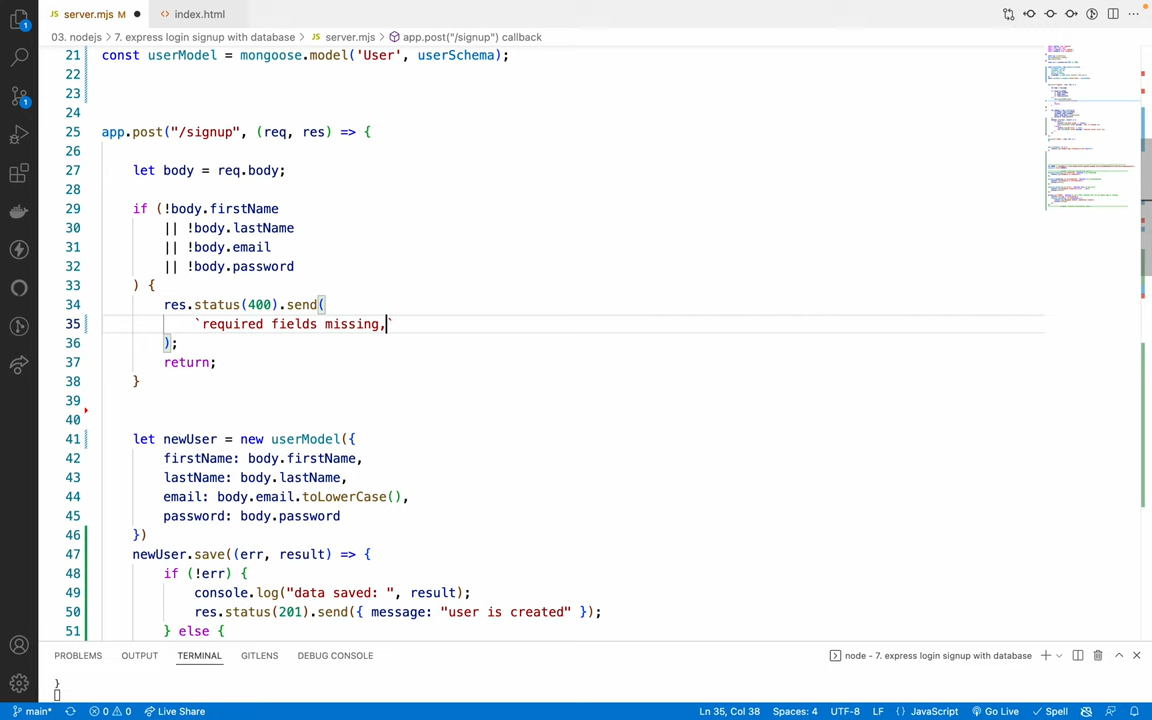 server.mjs M
index.html
03. nodejs > 7. express login signup with database > server.mjs > app.post("/signup") callback
21 const userModel = mongoose.model('User', userSchema);
22
23
24
25 app.post("/signup", (req, res) => {
26
27 let body = req.body;
28
29 if (!body.firstName
30 || !body.lastName
31 || !body.email
32 || !body.password
33 ) {
34 res.status(400).send(
35 `required fields missing,`
36 );
37 return;
38 }
39
40
41 let newUser = new userModel({
42 firstName: body.firstName,
43 lastName: body.lastName,
44 email: body.email.toLowerCase(),
45 password: body.password
46 })
47 newUser.save((err, result) => {
48 if (!err) {
49 console.log("data saved: ", result);
50 res.status(201).send({ message: "user is created" });
51 } else {
PROBLEMS OUTPUT TERMINAL GITLENS DEBUG CONSOLE node - 7. express login signup with database
}
main* 0 0 Live Share Ln 35, Col 38 Spaces: 4 UTF-8 LF {} JavaScript Go Live Spell